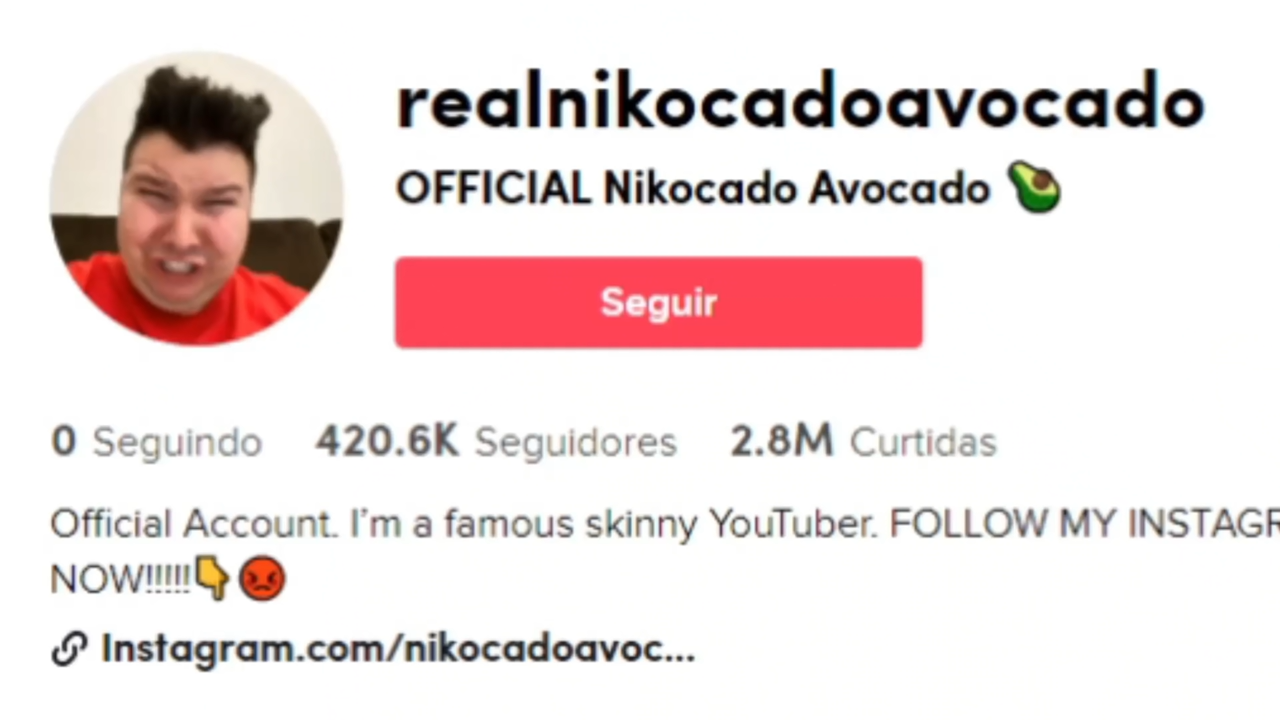 realnikocadoavocado
OFFICIAL Nikocado Avocado 🥑
Seguir
0 Seguindo 420.6K Seguidores 2.8M Curtidas
Official Account. I'm a famous skinny YouTuber. FOLLOW MY INSTAGR
NOW!!!!!👇😡
Instagram.com/nikocadoavoc...